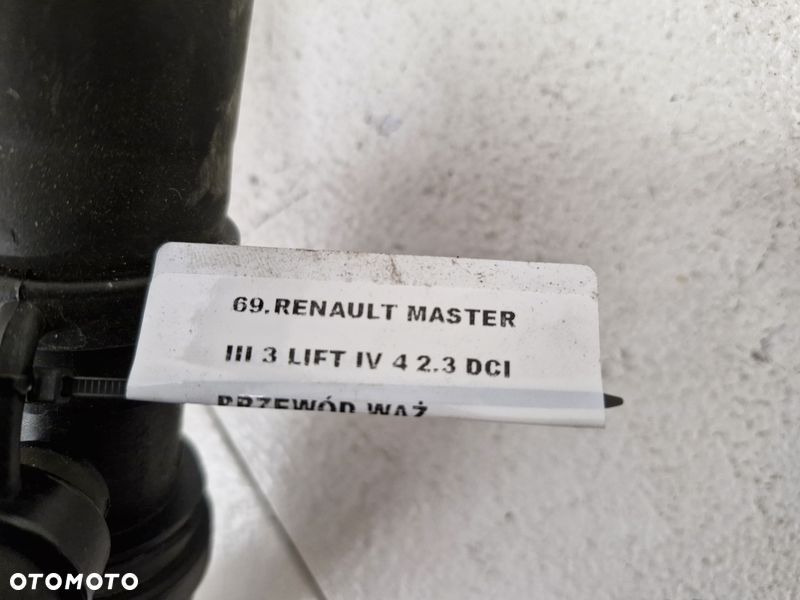 69.RENAULT MASTER
III 3 LIFT IV 4 2.3 DCI
PRZEWÓD WĄŻ
OTOMOTO